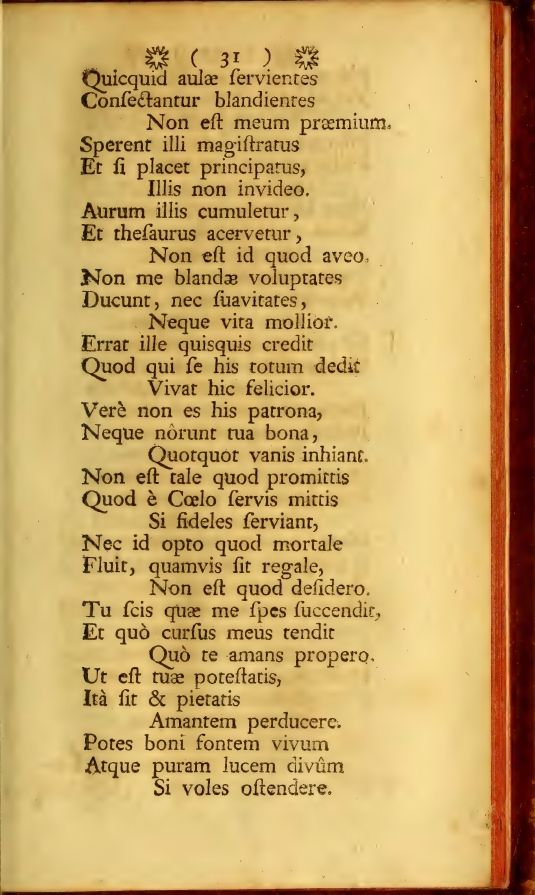 ( 31 )
Quicquid aulæ ſervientes
Conſectantur blandientes
Non eſt meum præmium.
Sperent illi magiſtratus
Et ſi placet principatus,
Illis non invideo.
Aurum illis cumuletur,
Et theſaurus acervetur,
Non eſt id quod aveo.
Non me blandæ voluptates
Ducunt, nec ſuavitates,
Neque vita mollior.
Errat ille quisquis credit
Quod qui ſe his totum dedit
Vivat hic felicior.
Verè non es his patrona,
Neque nôrunt tua bona,
Quotquot vanis inhiant.
Non eſt tale quod promittis
Quod è Cœlo ſervis mittis
Si fideles ſerviant,
Nec id opto quod mortale
Fluit, quamvis ſit regale,
Non eſt quod deſidero.
Tu ſcis quæ me ſpes ſuccendit,
Et quò curſus meus tendit
Quò te amans propero.
Ut eſt tuæ poteſtatis,
Ità ſit & pietatis
Amantem perducere.
Potes boni fontem vivum
Atque puram lucem divûm
Si voles oſtendere.